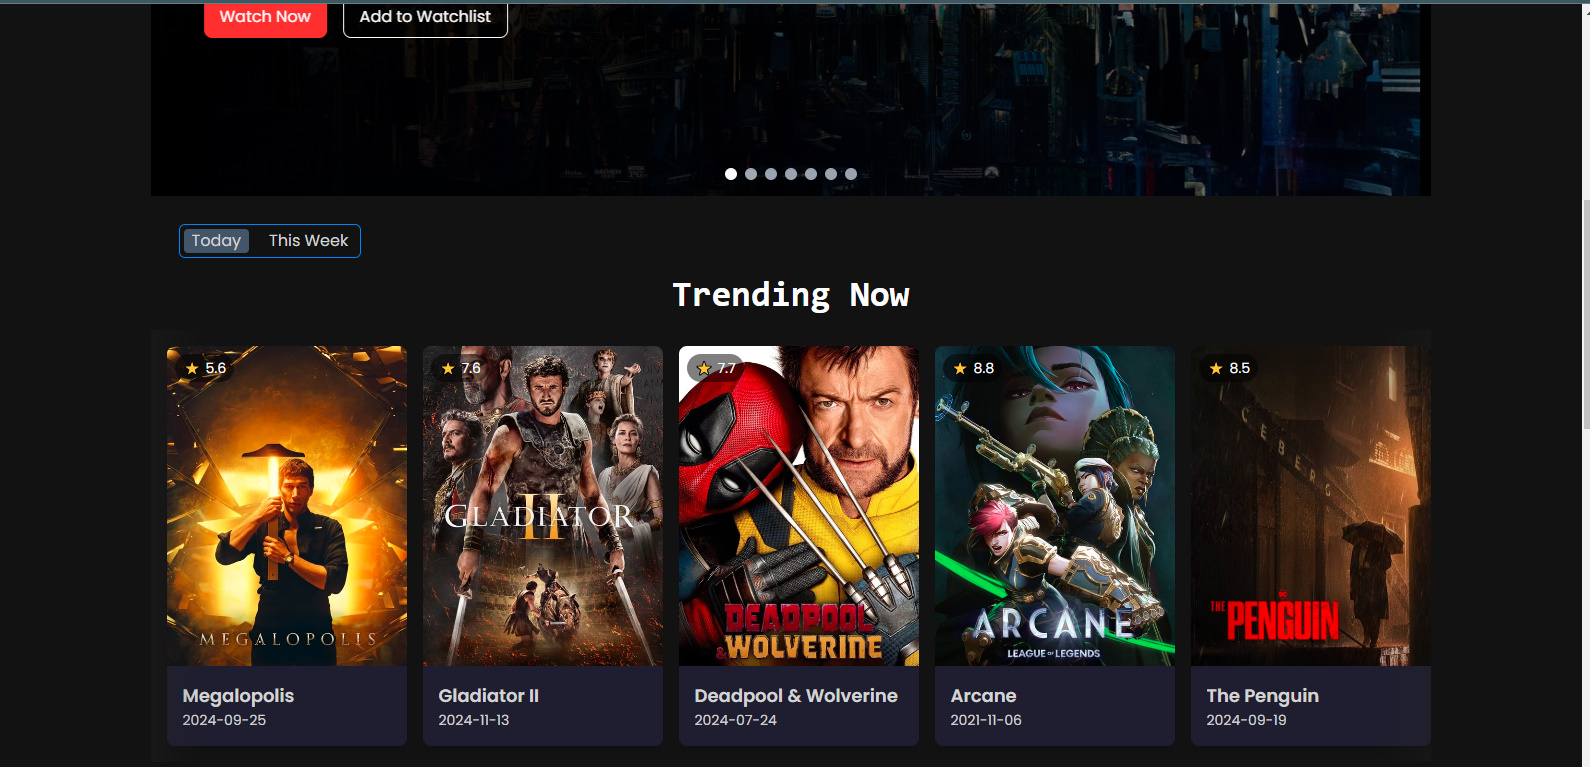 Watch Now
Add to Watchlist
Today
This Week
Trending Now
★ 5.6
★ 7.6
★ 7.7
★ 8.8
★ 8.5
MEGALOPOLIS
GLADIATOR
II
DEADPOOL
& WOLVERINE
ARCANE
LEAGUE OF LEGENDS
ICEBERG
DC
THE PENGUIN
Megalopolis
2024-09-25
Gladiator II
2024-11-13
Deadpool & Wolverine
2024-07-24
Arcane
2021-11-06
The Penguin
2024-09-19